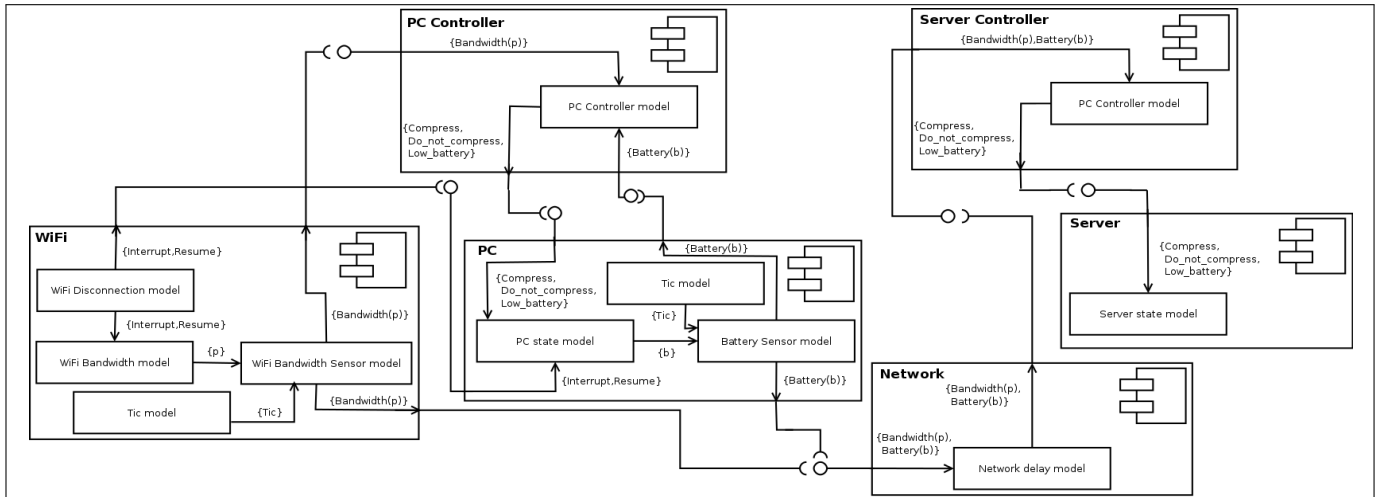 PC Controller
{Bandwidth(p)}
PC Controller model
{Compress,
Do_not_compress,
Low_battery}
{Battery(b)}
Server Controller
{Bandwidth(p),Battery(b)}
PC Controller model
{Compress,
Do_not_compress,
Low_battery}
WiFi
{Interrupt,Resume}
WiFi Disconnection model
{Interrupt,Resume}
{Bandwidth(p)}
WiFi Bandwidth model
{p}
WiFi Bandwidth Sensor model
Tic model
{Tic}
{Bandwidth(p)}
PC
{Battery(b)}
{Compress,
Do_not_compress,
Low_battery}
Tic model
{Tic}
PC state model
{b}
Battery Sensor model
{Interrupt,Resume}
{Battery(b)}
Server
{Compress,
Do_not_compress,
Low_battery}
Server state model
Network
{Bandwidth(p),
Battery(b)}
{Bandwidth(p),
Battery(b)}
Network delay model